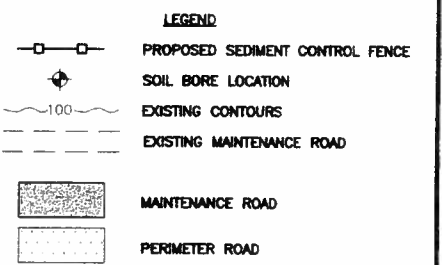 LEGEND
PROPOSED SEDIMENT CONTROL FENCE
SOIL BORE LOCATION
100 EXISTING CONTOURS
EXISTING MAINTENANCE ROAD
MAINTENANCE ROAD
PERIMETER ROAD